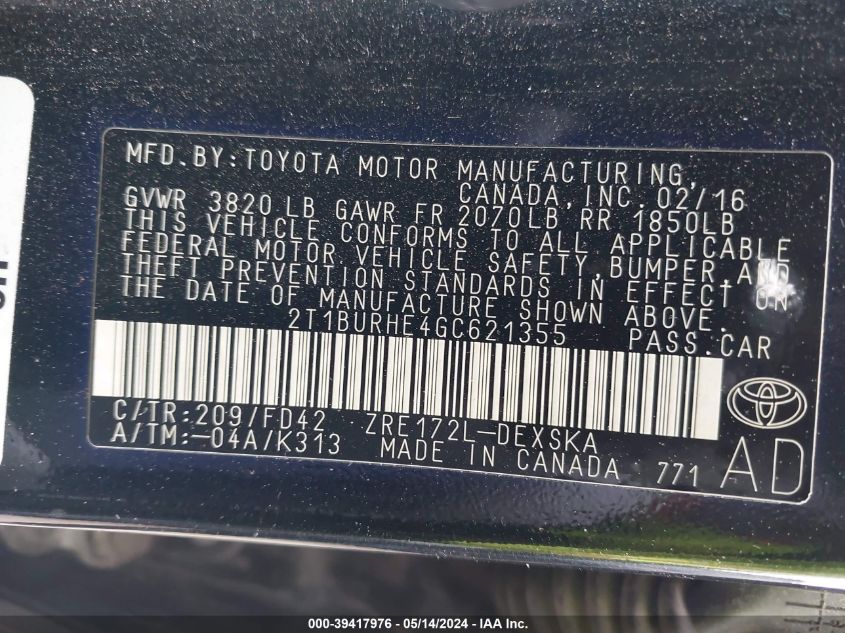 MFD.BY:TOYOTA MOTOR MANUFACTURING,
CANADA,INC. 02/16
GVWR 3820LB GAWR FR 2070LB RR 1850LB
THIS VEHICLE CONFORMS TO ALL APPLICABLE
FEDERAL MOTOR VEHICLE SAFETY,BUMPER,AND
THEFT PREVENTION STANDARDS IN EFFECT ON
THE DATE OF MANUFACTURE SHOWN ABOVE.
2T1BURHE4GC621355 PASS.CAR
C/TR:209/FD42 ZRE172L-DEXSKA
A/TM:-04A/K313 MADE IN CANADA 771
AD
000-39417976 - 05/14/2024 - IAA Inc.